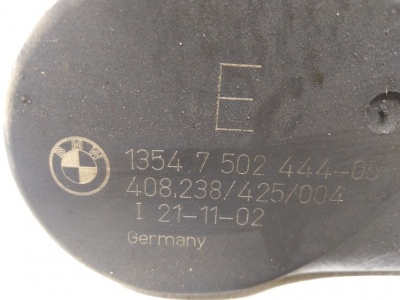 E
1354 7 502 444-05
408.238/425/004
I 21-11-02
Germany